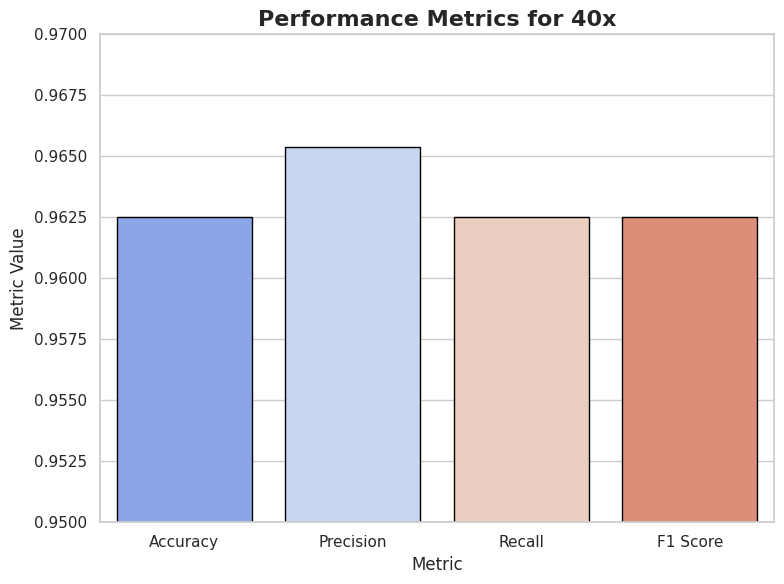 Performance Metrics for 40x
0.9700
0.9675
0.9650
0.9625
0.9600
0.9575
0.9550
0.9525
0.9500
Metric Value
Accuracy Precision Recall F1 Score
Metric